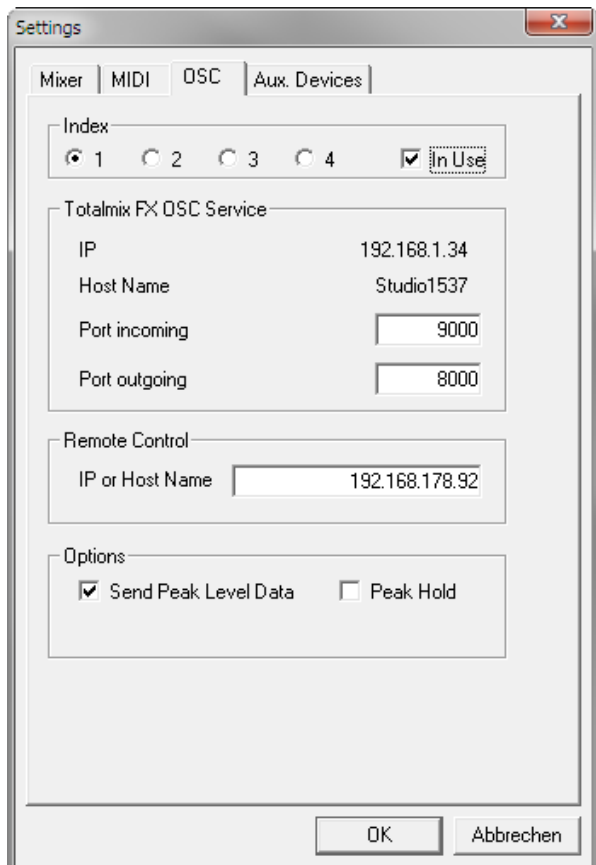 Settings
Mixer MIDI OSC Aux. Devices
Index
1 2 3 4 In Use
Totalmix FX OSC Service
IP 192.168.1.34
Host Name Studio1537
Port incoming 9000
Port outgoing 8000
Remote Control
IP or Host Name 192.168.178.92
Options
Send Peak Level Data Peak Hold
OK Abbrechen